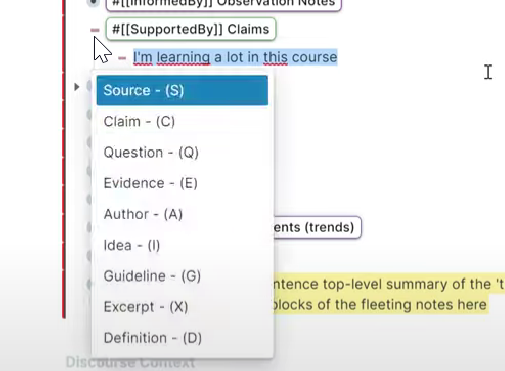 #[[InformedBy]] Observation Notes
#[[SupportedBy]] Claims
I'm learning a lot in this course
Source - (S)
Claim - (C)
Question - (Q)
Evidence - (E)
Author - (A)
ents (trends)
Idea - (I)
Guideline - (G)
ntence top-level summary of the 't
Excerpt - (X)
blocks of the fleeting notes here
Definition - (D)
Discourse Context